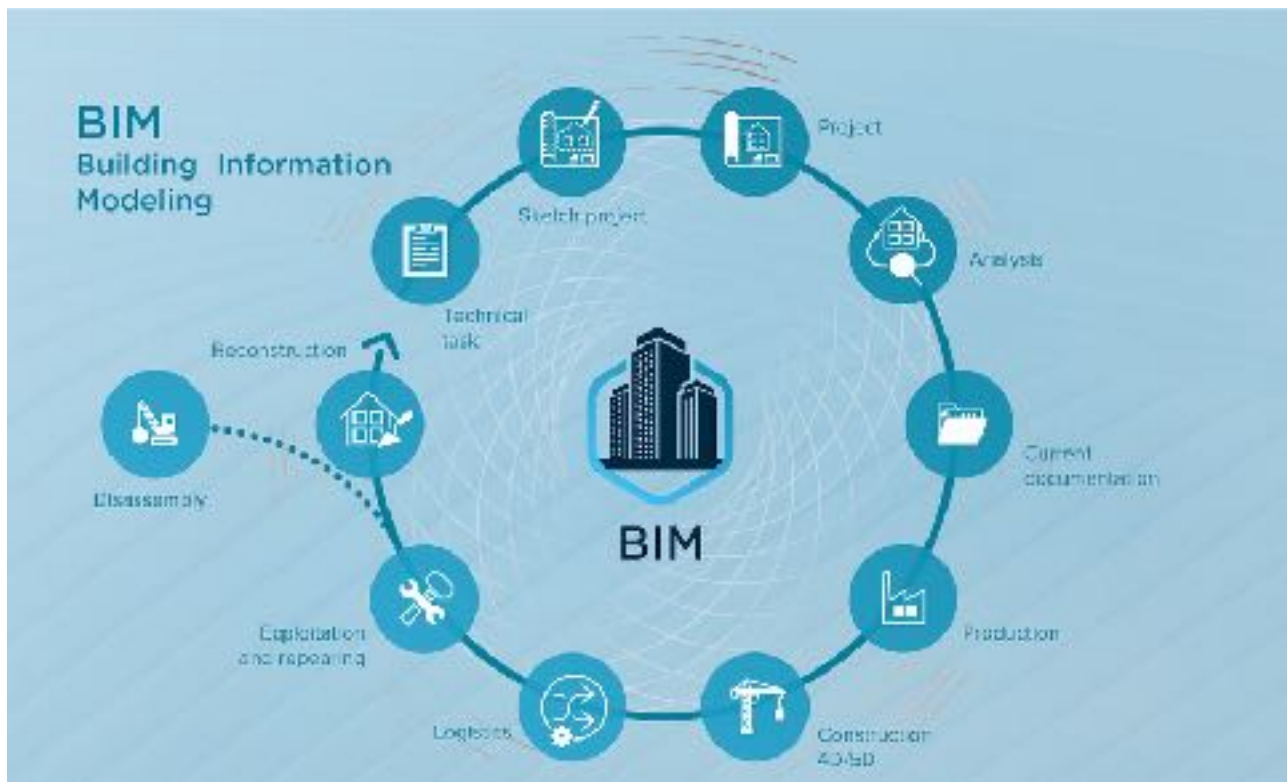 BIM
Building Information
Modeling
Sketch project
Project
Analysis
Technical
task
Reconstruction
Disassembly
Current
documentation
BIM
Exploitation
and repearing
Production
Logistics
Construction
4D/5D